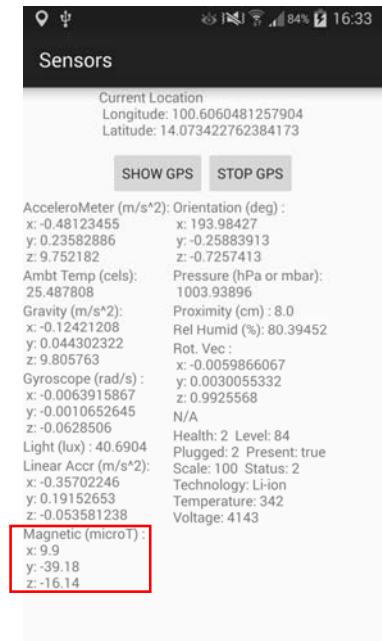 84% 16:33
Sensors
Current Location
Longitude: 100.6060481257904
Latitude: 14.073422762384173
SHOW GPS STOP GPS
AcceleroMeter (m/s^2):
x: -0.48123455
y: 0.23582886
z: 9.752182
Ambt Temp (cels):
25.487808
Gravity (m/s^2):
x: -0.12421208
y: 0.044302322
z: 9.805763
Gyroscope (rad/s) :
x: -0.0063915867
y: -0.0010652645
z: -0.0628506
Light (lux) : 40.6904
Linear Accr (m/s^2):
x: -0.35702246
y: 0.19152653
z: -0.053581238
Magnetic (microT) :
x: 9.9
y: -39.18
z: -16.14
Orientation (deg) :
x: 193.98427
y: -0.25883913
z: -0.7257413
Pressure (hPa or mbar):
1003.93896
Proximity (cm) : 8.0
Rel Humid (%): 80.39452
Rot. Vec :
x: -0.0059866067
y: 0.0030055332
z: 0.9925568
N/A
Health: 2 Level: 84
Plugged: 2 Present: true
Scale: 100 Status: 2
Technology: Li-ion
Temperature: 342
Voltage: 4143